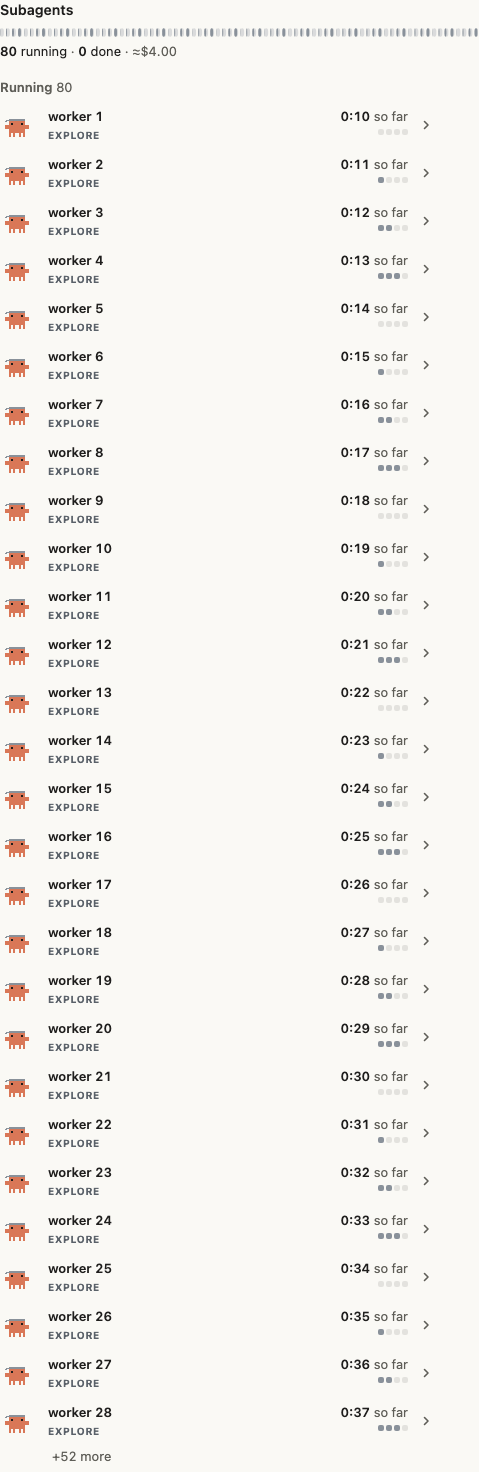 Subagents
80 running · 0 done · ≈$4.00
Running 80
worker 1 0:10 so far
EXPLORE
worker 2 0:11 so far
EXPLORE
worker 3 0:12 so far
EXPLORE
worker 4 0:13 so far
EXPLORE
worker 5 0:14 so far
EXPLORE
worker 6 0:15 so far
EXPLORE
worker 7 0:16 so far
EXPLORE
worker 8 0:17 so far
EXPLORE
worker 9 0:18 so far
EXPLORE
worker 10 0:19 so far
EXPLORE
worker 11 0:20 so far
EXPLORE
worker 12 0:21 so far
EXPLORE
worker 13 0:22 so far
EXPLORE
worker 14 0:23 so far
EXPLORE
worker 15 0:24 so far
EXPLORE
worker 16 0:25 so far
EXPLORE
worker 17 0:26 so far
EXPLORE
worker 18 0:27 so far
EXPLORE
worker 19 0:28 so far
EXPLORE
worker 20 0:29 so far
EXPLORE
worker 21 0:30 so far
EXPLORE
worker 22 0:31 so far
EXPLORE
worker 23 0:32 so far
EXPLORE
worker 24 0:33 so far
EXPLORE
worker 25 0:34 so far
EXPLORE
worker 26 0:35 so far
EXPLORE
worker 27 0:36 so far
EXPLORE
worker 28 0:37 so far
EXPLORE
+52 more